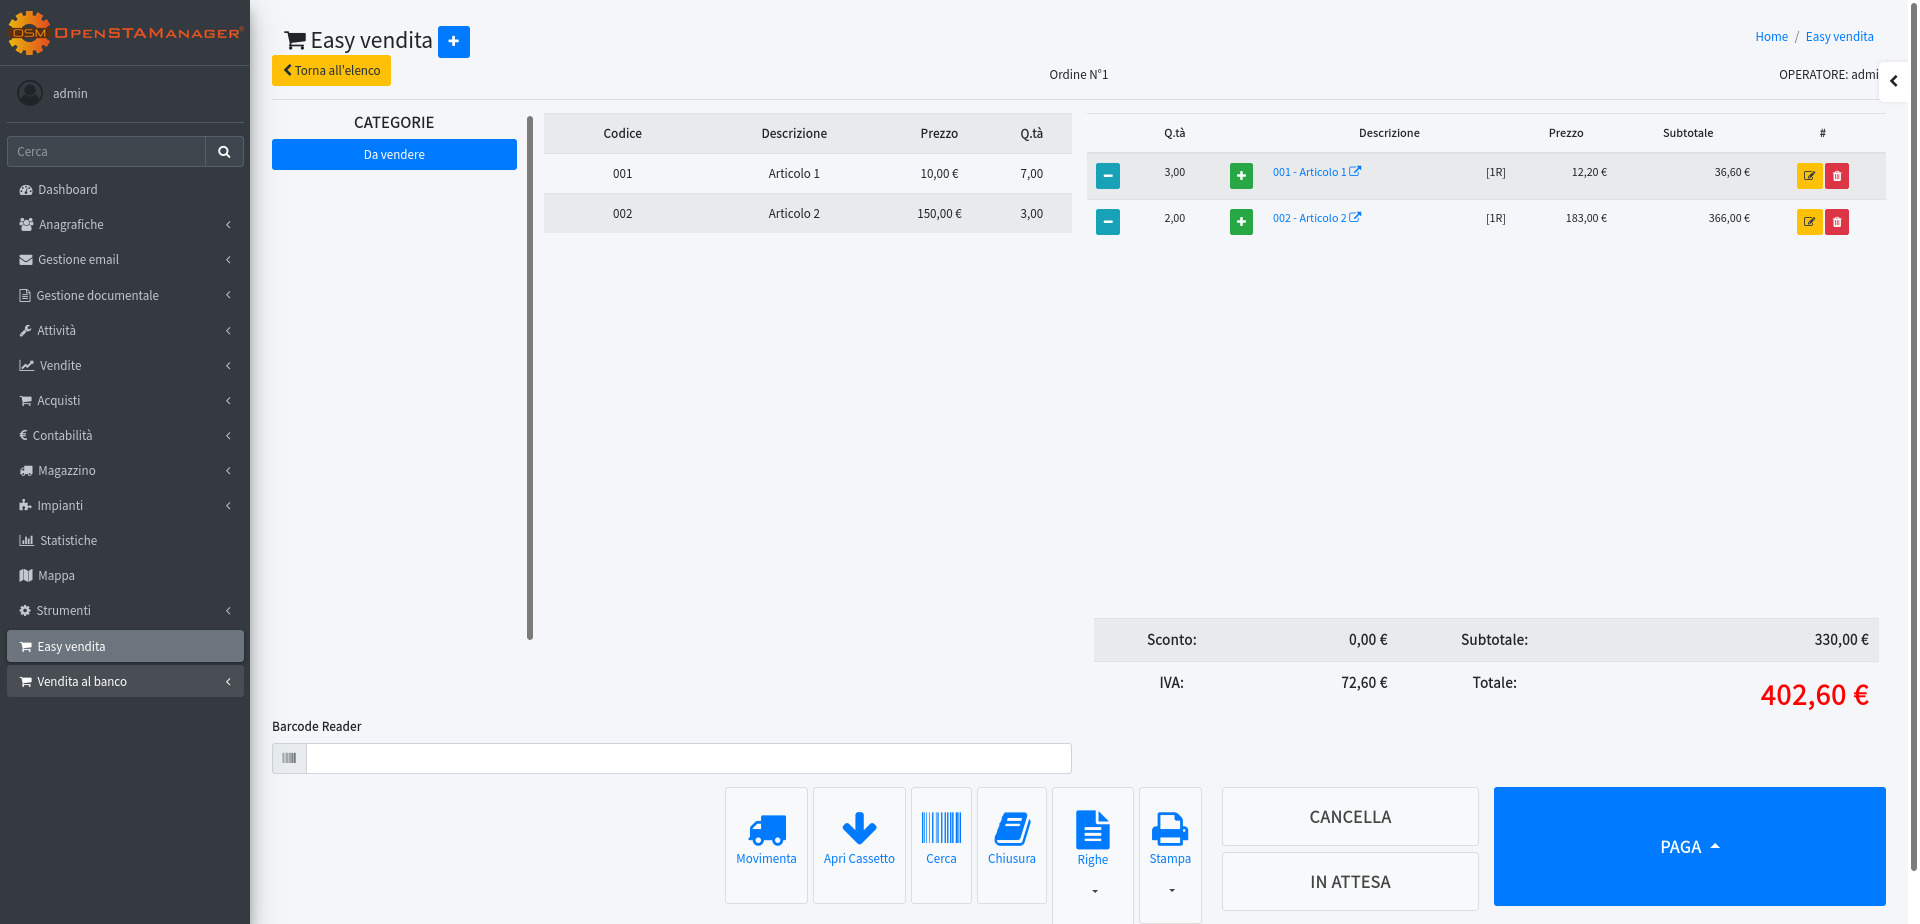 OSM OpenSTAManager®
admin
Cerca
Dashboard
Anagrafiche
Gestione email
Gestione documentale
Attività
Vendite
Acquisti
€ Contabilità
Magazzino
Impianti
Statistiche
Mappa
Strumenti
Easy vendita
Vendita al banco
Easy vendita
Torna all'elenco
Home / Easy vendita
Ordine N°1
OPERATORE: admi
CATEGORIE
Da vendere
Codice Descrizione Prezzo Q.tà
001 Articolo 1 10,00 € 7,00
002 Articolo 2 150,00 € 3,00
Q.tà Descrizione Prezzo Subtotale #
3,00 001 - Articolo 1 [1R] 12,20 € 36,60 €
2,00 002 - Articolo 2 [1R] 183,00 € 366,00 €
Sconto: 0,00 € Subtotale: 330,00 €
IVA: 72,60 € Totale: 402,60 €
Barcode Reader
Movimenta
Apri Cassetto
Cerca
Chiusura
Righe
Stampa
CANCELLA
IN ATTESA
PAGA